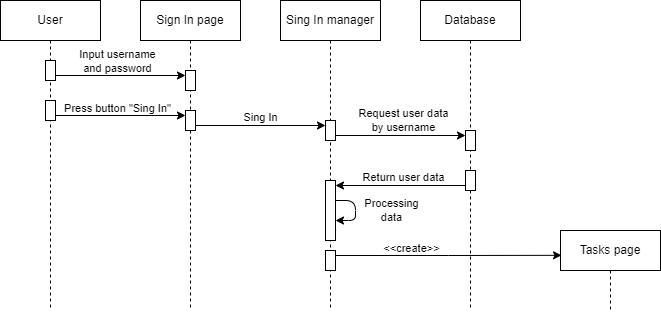 User
Sign In page
Sing In manager
Database
Input username
and password
Press button "Sing In"
Sing In
Request user data
by username
Return user data
Processing
data
<<create>>
Tasks page